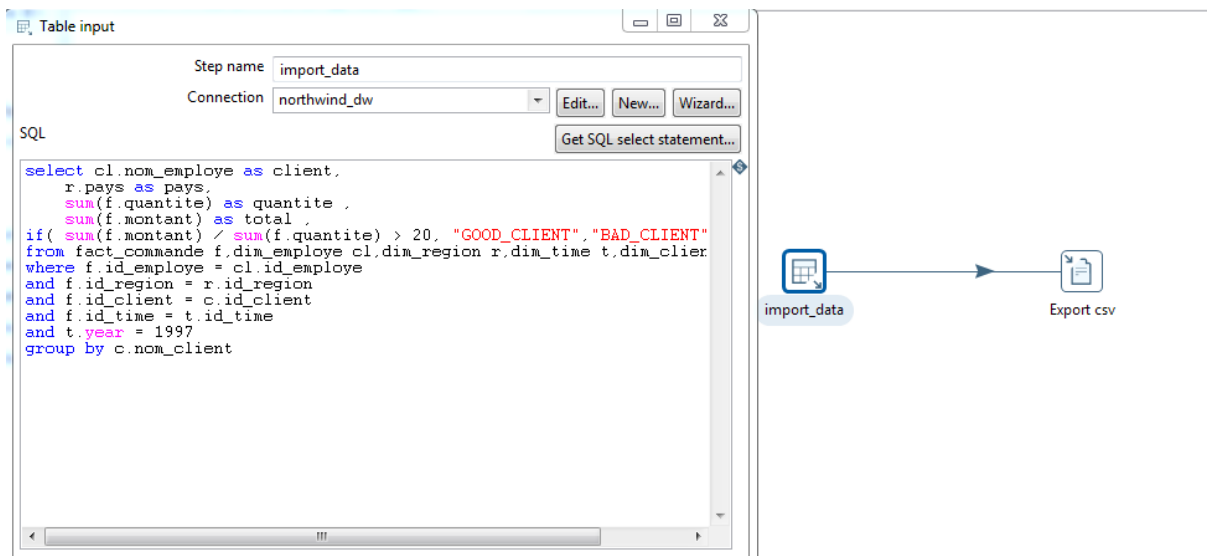 Table input
Step name import_data
Connection northwind_dw Edit... New... Wizard...
SQL Get SQL select statement...
select cl.nom_employe as client,
r.pays as pays,
sum(f.quantite) as quantite ,
sum(f.montant) as total ,
if( sum(f.montant) / sum(f.quantite) > 20, "GOOD_CLIENT","BAD_CLIENT"
from fact_commande f,dim_employe cl,dim_region r,dim_time t,
where f.id_employe = cl.id_employe
and f.id_region = r.id_region
and f.id_client = c.id_client
and f.id_time = t.id_time
and t.year = 1997
group by c.nom_client
import_data
Export csv